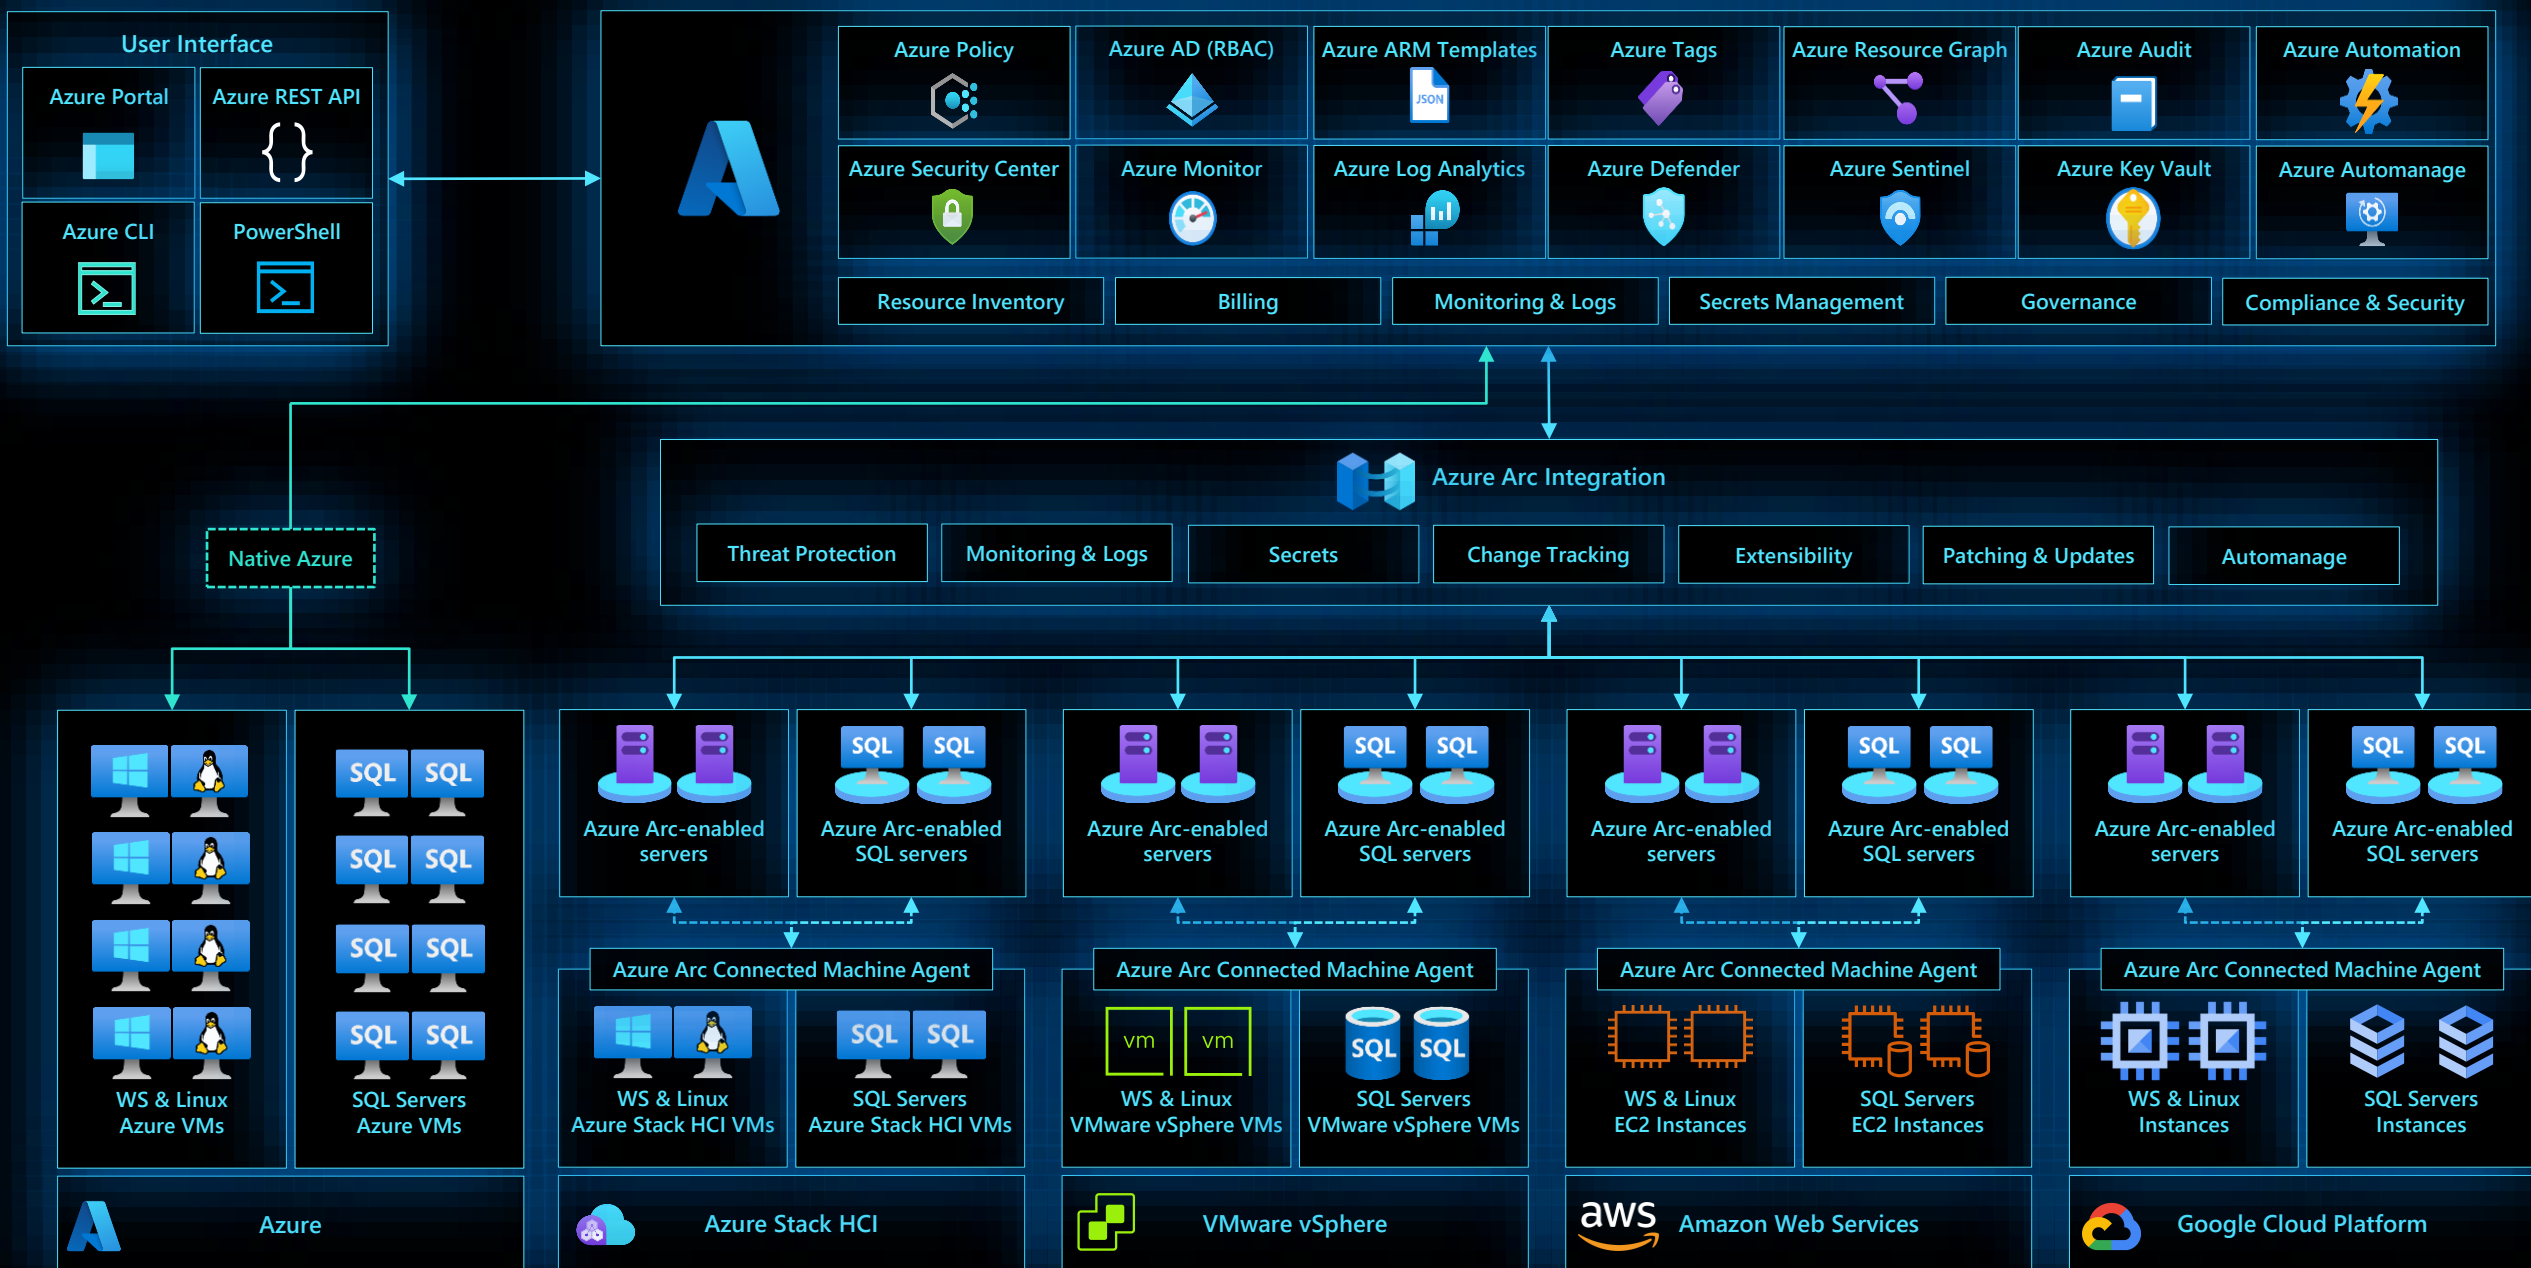 User Interface
Azure Portal
Azure REST API
Azure CLI
PowerShell
Azure Policy
Azure AD (RBAC)
Azure ARM Templates
JSON
Azure Tags
Azure Resource Graph
Azure Audit
Azure Automation
Azure Security Center
Azure Monitor
Azure Log Analytics
Azure Defender
Azure Sentinel
Azure Key Vault
Azure Automanage
Resource Inventory
Billing
Monitoring & Logs
Secrets Management
Governance
Compliance & Security
Azure Arc Integration
Threat Protection
Monitoring & Logs
Secrets
Change Tracking
Extensibility
Patching & Updates
Automanage
Native Azure
SQL SQL
SQL SQL
SQL SQL
SQL SQL
WS & Linux
Azure VMs
SQL Servers
Azure VMs
Azure
Azure Arc-enabled
servers
SQL SQL
Azure Arc-enabled
SQL servers
Azure Arc Connected Machine Agent
WS & Linux
Azure Stack HCI VMs
SQL SQL
SQL Servers
Azure Stack HCI VMs
Azure Stack HCI
Azure Arc-enabled
servers
SQL SQL
Azure Arc-enabled
SQL servers
Azure Arc Connected Machine Agent
vm vm
WS & Linux
VMware vSphere VMs
SQL SQL
SQL Servers
VMware vSphere VMs
VMware vSphere
Azure Arc-enabled
servers
SQL SQL
Azure Arc-enabled
SQL servers
Azure Arc Connected Machine Agent
WS & Linux
EC2 Instances
SQL Servers
EC2 Instances
aws
Amazon Web Services
Azure Arc-enabled
servers
SQL SQL
Azure Arc-enabled
SQL servers
Azure Arc Connected Machine Agent
WS & Linux
Instances
SQL Servers
Instances
Google Cloud Platform